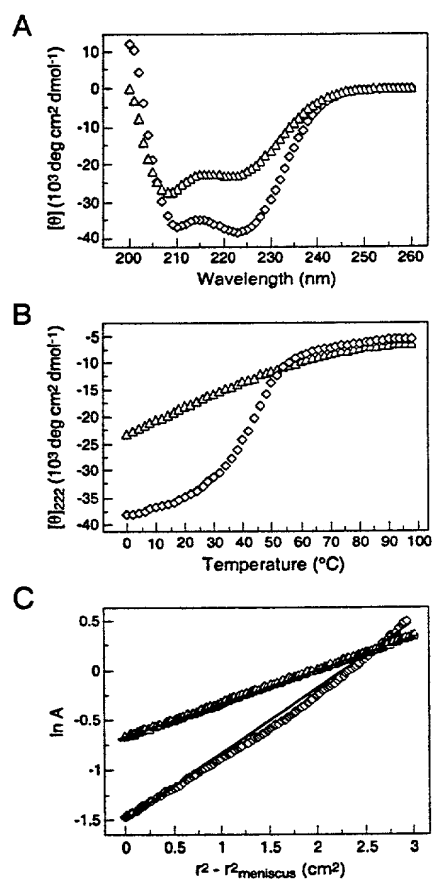 A
10
0
-10
-20
-30
-40
[θ] (10³ deg cm² dmol⁻¹)
200 210 220 230 240 250 260
Wavelength (nm)
B
-5
-10
-15
-20
-25
-30
-35
-40
[θ]₂₂₂ (10³ deg cm² dmol⁻¹)
0 10 20 30 40 50 60 70 80 90 100
Temperature (°C)
C
0.5
0
-0.5
-1
-1.5
ln A
0 0.5 1 1.5 2 2.5 3
r² - r²meniscus (cm²)